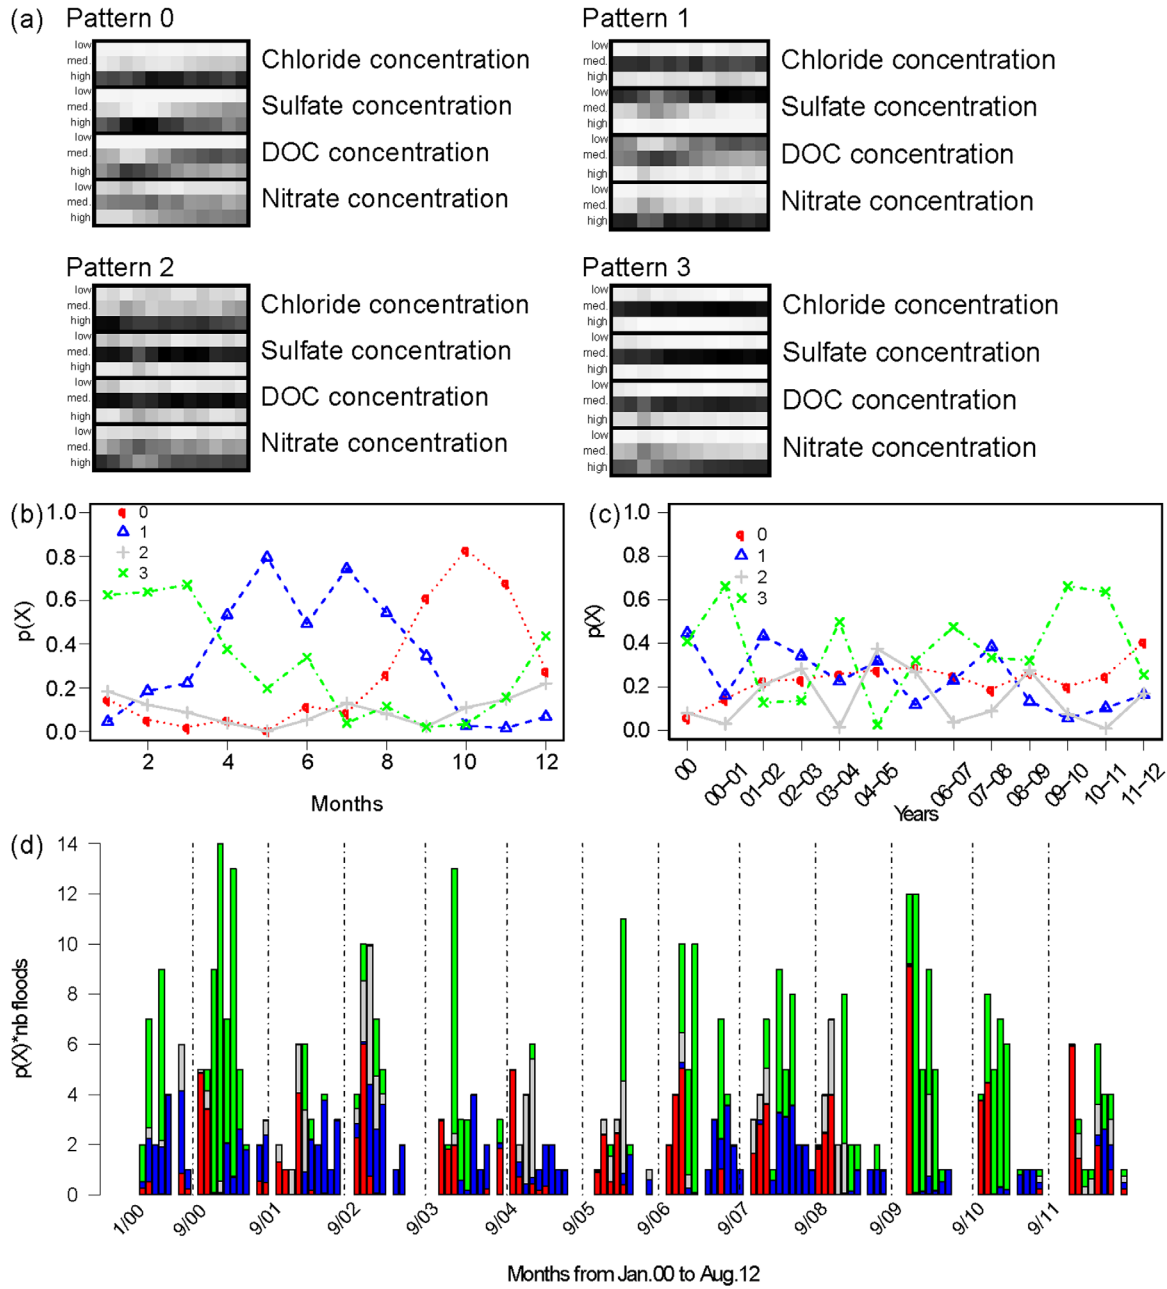 (a) Pattern 0
low
med.
high
Chloride concentration
low
med.
high
Sulfate concentration
low
med.
high
DOC concentration
low
med.
high
Nitrate concentration
Pattern 1
low
med.
high
Chloride concentration
low
med.
high
Sulfate concentration
low
med.
high
DOC concentration
low
med.
high
Nitrate concentration
Pattern 2
low
med.
high
Chloride concentration
low
med.
high
Sulfate concentration
low
med.
high
DOC concentration
low
med.
high
Nitrate concentration
Pattern 3
low
med.
high
Chloride concentration
low
med.
high
Sulfate concentration
low
med.
high
DOC concentration
low
med.
high
Nitrate concentration
(b)
1.0
0.8
0.6
0.4
0.2
0.0
p(X)
0
1
2
3
2 4 6 8 10 12
Months
(c)
1.0
0.8
0.6
0.4
0.2
0.0
p(X)
0
1
2
3
00 00–01 01–02 02–03 03–04 04–05 06–07 07–08 08–09 09–10 10–11 11–12
Years
(d)
14
12
10
8
6
4
2
0
p(X)*nb floods
1/00 9/00 9/01 9/02 9/03 9/04 9/05 9/06 9/07 9/08 9/09 9/10 9/11
Months from Jan.00 to Aug.12